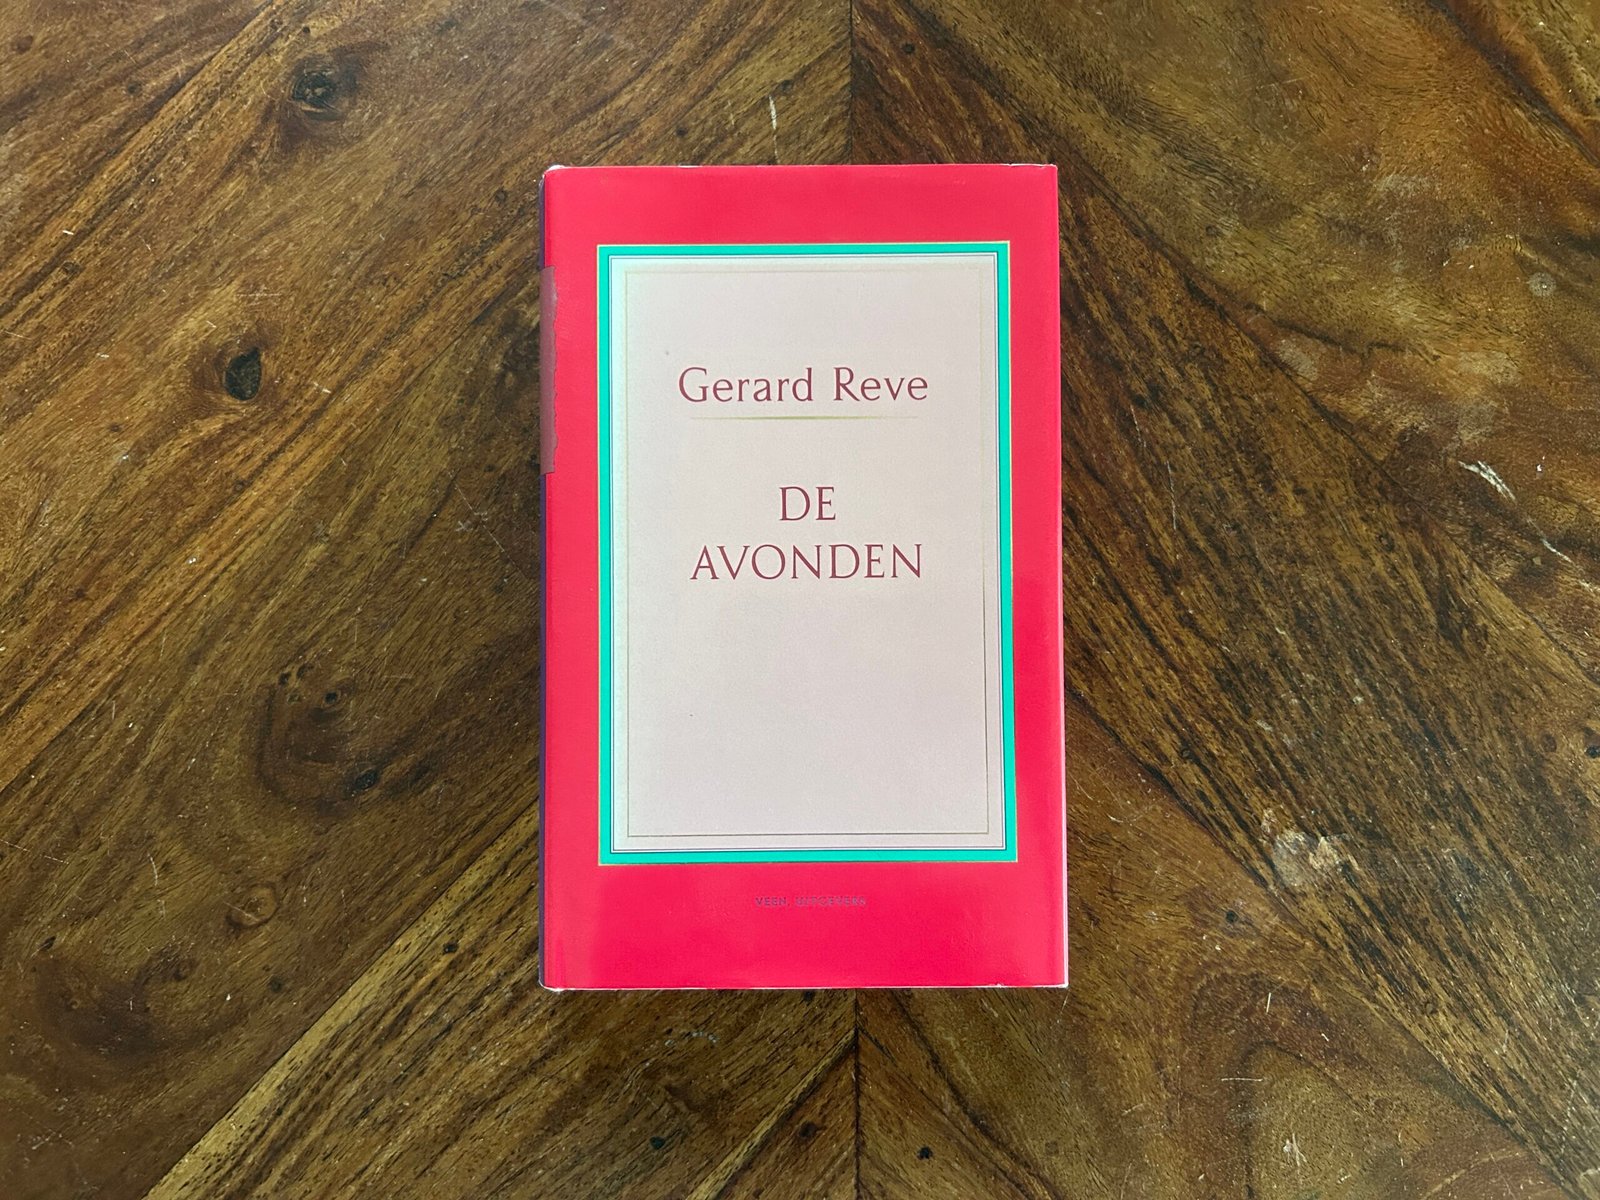 Gerard Reve
DE
AVONDEN
VEEN, UITGEVERS